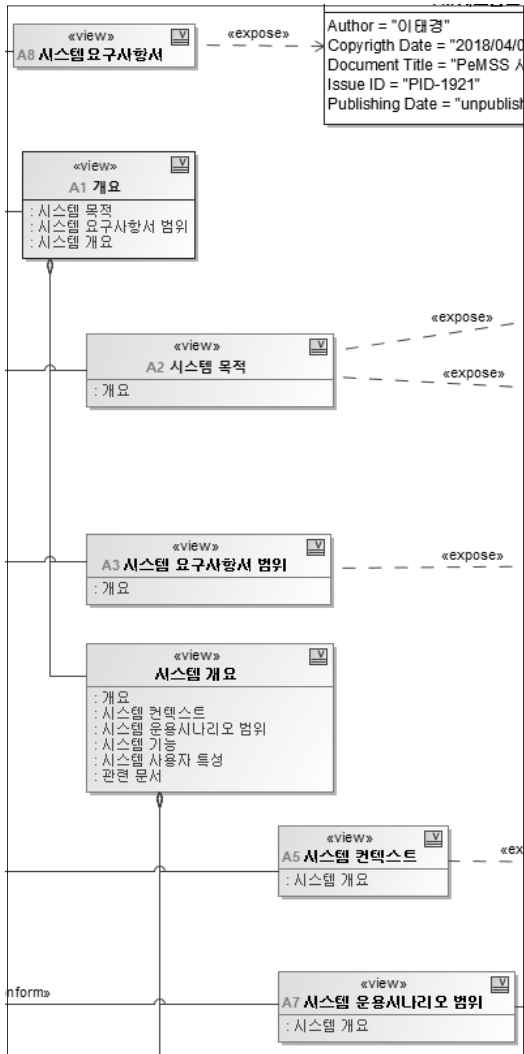 «view»
A8 시스템요구사항서
«expose»
Author = "이태경"
Copyrigth Date = "2018/04/0
Document Title = "PeMSS 시
Issue ID = "PID-1921"
Publishing Date = "unpublish
«view»
A1 개요
: 시스템 목적
: 시스템 요구사항서 범위
: 시스템 개요
«expose»
«view»
A2 시스템 목적
«expose»
: 개요
«view»
A3 시스템 요구사항서 범위
«expose»
: 개요
«view»
시스템 개요
: 개요
: 시스템 컨텍스트
: 시스템 운용시나리오 범위
: 시스템 기능
: 시스템 사용자 특성
: 관련 문서
«view»
A5 시스템 컨텍스트
«ex
: 시스템 개요
nform»
«view»
A7 시스템 운용시나리오 범위
: 시스템 개요